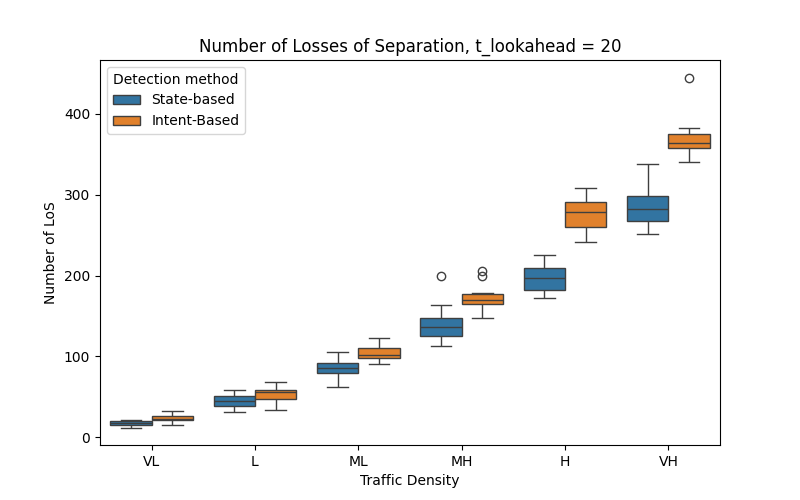 Number of Losses of Separation, t_lookahead = 20
Detection method
State-based
Intent-Based
Number of LoS
400
300
200
100
0
VL L ML MH H VH
Traffic Density